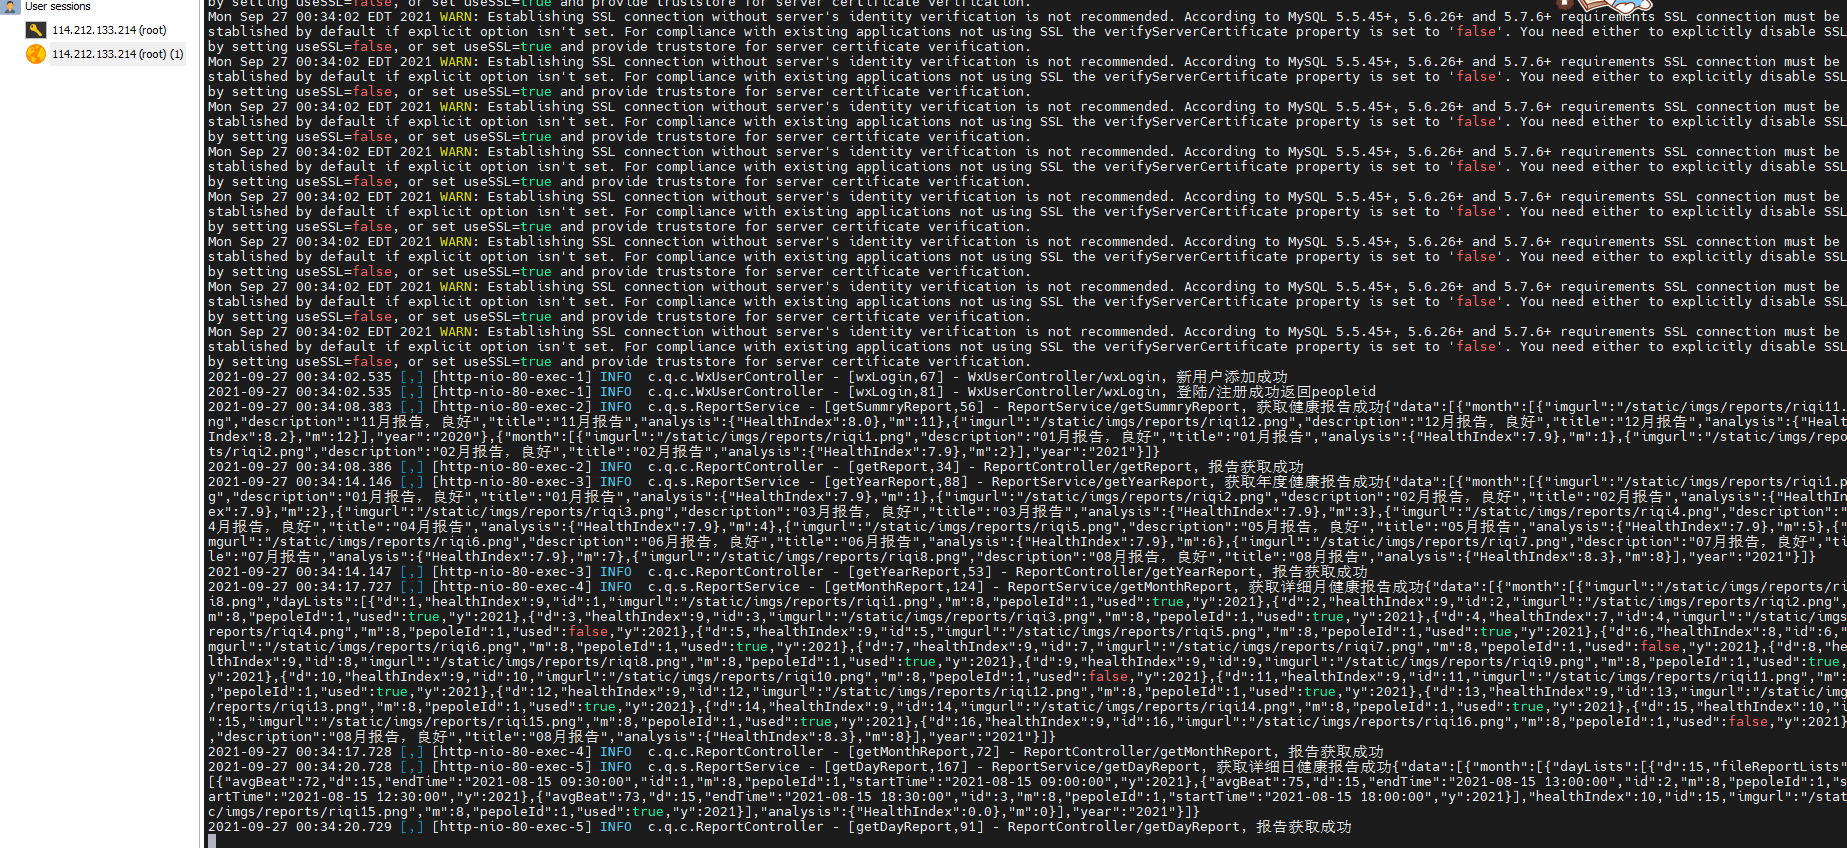 User sessions
114.212.133.214 (root)
114.212.133.214 (root) (1)
by setting useSSL=false, or set useSSL=true and provide truststore for server certificate verification.
Mon Sep 27 00:34:02 EDT 2021 WARN: Establishing SSL connection without server's identity verification is not recommended. According to MySQL 5.5.45+, 5.6.26+ and 5.7.6+ requirements SSL connection must be
stablished by default if explicit option isn't set. For compliance with existing applications not using SSL the verifyServerCertificate property is set to 'false'. You need either to explicitly disable SSL
by setting useSSL=false, or set useSSL=true and provide truststore for server certificate verification.
Mon Sep 27 00:34:02 EDT 2021 WARN: Establishing SSL connection without server's identity verification is not recommended. According to MySQL 5.5.45+, 5.6.26+ and 5.7.6+ requirements SSL connection must be
stablished by default if explicit option isn't set. For compliance with existing applications not using SSL the verifyServerCertificate property is set to 'false'. You need either to explicitly disable SSL
by setting useSSL=false, or set useSSL=true and provide truststore for server certificate verification.
Mon Sep 27 00:34:02 EDT 2021 WARN: Establishing SSL connection without server's identity verification is not recommended. According to MySQL 5.5.45+, 5.6.26+ and 5.7.6+ requirements SSL connection must be
stablished by default if explicit option isn't set. For compliance with existing applications not using SSL the verifyServerCertificate property is set to 'false'. You need either to explicitly disable SSL
by setting useSSL=false, or set useSSL=true and provide truststore for server certificate verification.
Mon Sep 27 00:34:02 EDT 2021 WARN: Establishing SSL connection without server's identity verification is not recommended. According to MySQL 5.5.45+, 5.6.26+ and 5.7.6+ requirements SSL connection must be
stablished by default if explicit option isn't set. For compliance with existing applications not using SSL the verifyServerCertificate property is set to 'false'. You need either to explicitly disable SSL
by setting useSSL=false, or set useSSL=true and provide truststore for server certificate verification.
Mon Sep 27 00:34:02 EDT 2021 WARN: Establishing SSL connection without server's identity verification is not recommended. According to MySQL 5.5.45+, 5.6.26+ and 5.7.6+ requirements SSL connection must be
stablished by default if explicit option isn't set. For compliance with existing applications not using SSL the verifyServerCertificate property is set to 'false'. You need either to explicitly disable SSL
by setting useSSL=false, or set useSSL=true and provide truststore for server certificate verification.
Mon Sep 27 00:34:02 EDT 2021 WARN: Establishing SSL connection without server's identity verification is not recommended. According to MySQL 5.5.45+, 5.6.26+ and 5.7.6+ requirements SSL connection must be
stablished by default if explicit option isn't set. For compliance with existing applications not using SSL the verifyServerCertificate property is set to 'false'. You need either to explicitly disable SSL
by setting useSSL=false, or set useSSL=true and provide truststore for server certificate verification.
Mon Sep 27 00:34:02 EDT 2021 WARN: Establishing SSL connection without server's identity verification is not recommended. According to MySQL 5.5.45+, 5.6.26+ and 5.7.6+ requirements SSL connection must be
stablished by default if explicit option isn't set. For compliance with existing applications not using SSL the verifyServerCertificate property is set to 'false'. You need either to explicitly disable SSL
by setting useSSL=false, or set useSSL=true and provide truststore for server certificate verification.
Mon Sep 27 00:34:02 EDT 2021 WARN: Establishing SSL connection without server's identity verification is not recommended. According to MySQL 5.5.45+, 5.6.26+ and 5.7.6+ requirements SSL connection must be
stablished by default if explicit option isn't set. For compliance with existing applications not using SSL the verifyServerCertificate property is set to 'false'. You need either to explicitly disable SSL
by setting useSSL=false, or set useSSL=true and provide truststore for server certificate verification.
2021-09-27 00:34:02.535 [,] [http-nio-80-exec-1] INFO  c.q.c.WxUserController - [wxLogin,67] - WxUserController/wxLogin, 新用户添加成功
2021-09-27 00:34:02.535 [,] [http-nio-80-exec-1] INFO  c.q.c.WxUserController - [wxLogin,81] - WxUserController/wxLogin, 登陆/注册成功返回peopleid
2021-09-27 00:34:08.383 [,] [http-nio-80-exec-2] INFO  c.q.s.ReportService - [getSummryReport,56] - ReportService/getSummryReport, 获取健康报告成功{"data":[{"month":[{"imgurl":"/static/imgs/reports/riqi11.
ng","description":"11月报告, 良好","title":"11月报告","analysis":{"HealthIndex":8.0},"m":11},{"imgurl":"/static/imgs/reports/riqi12.png","description":"12月报告, 良好","title":"12月报告","analysis":{"Healt
Index":8.2},"m":12}],"year":"2020"},{"month":[{"imgurl":"/static/imgs/reports/riqi1.png","description":"01月报告, 良好","title":"01月报告","analysis":{"HealthIndex":7.9},"m":1},{"imgurl":"/static/imgs/repo
ts/riqi2.png","description":"02月报告, 良好","title":"02月报告","analysis":{"HealthIndex":7.9},"m":2}],"year":"2021"}]}
2021-09-27 00:34:08.386 [,] [http-nio-80-exec-2] INFO  c.q.c.ReportController - [getReport,34] - ReportController/getReport, 报告获取成功
2021-09-27 00:34:14.146 [,] [http-nio-80-exec-3] INFO  c.q.s.ReportService - [getYearReport,88] - ReportService/getYearReport, 获取年度健康报告成功{"data":[{"month":[{"imgurl":"/static/imgs/reports/riqi1.p
g","description":"01月报告, 良好","title":"01月报告","analysis":{"HealthIndex":7.9},"m":1},{"imgurl":"/static/imgs/reports/riqi2.png","description":"02月报告, 良好","title":"02月报告","analysis":{"HealthInd
ex":7.9},"m":2},{"imgurl":"/static/imgs/reports/riqi3.png","description":"03月报告, 良好","title":"03月报告","analysis":{"HealthIndex":7.9},"m":3},{"imgurl":"/static/imgs/reports/riqi4.png","description":"
4月报告, 良好","title":"04月报告","analysis":{"HealthIndex":7.9},"m":4},{"imgurl":"/static/imgs/reports/riqi5.png","description":"05月报告, 良好","title":"05月报告","analysis":{"HealthIndex":7.9},"m":5},{"
mgurl":"/static/imgs/reports/riqi6.png","description":"06月报告, 良好","title":"06月报告","analysis":{"HealthIndex":7.9},"m":6},{"imgurl":"/static/imgs/reports/riqi7.png","description":"07月报告, 良好","ti
le":"07月报告","analysis":{"HealthIndex":7.9},"m":7},{"imgurl":"/static/imgs/reports/riqi8.png","description":"08月报告, 良好","title":"08月报告","analysis":{"HealthIndex":8.3},"m":8}],"year":"2021"}]}
2021-09-27 00:34:14.147 [,] [http-nio-80-exec-3] INFO  c.q.c.ReportController - [getYearReport,53] - ReportController/getYearReport, 报告获取成功
2021-09-27 00:34:17.727 [,] [http-nio-80-exec-4] INFO  c.q.s.ReportService - [getMonthReport,124] - ReportService/getMonthReport, 获取详细月健康报告成功{"data":[{"month":[{"imgurl":"/static/imgs/reports/ri
i8.png","dayLists":[{"d":1,"healthIndex":9,"id":1,"imgurl":"/static/imgs/reports/riqi1.png","m":8,"pepoleId":1,"used":true,"y":2021},{"d":2,"healthIndex":9,"id":2,"imgurl":"/static/imgs/reports/riqi2.png",
"m":8,"pepoleId":1,"used":true,"y":2021},{"d":3,"healthIndex":9,"id":3,"imgurl":"/static/imgs/reports/riqi3.png","m":8,"pepoleId":1,"used":true,"y":2021},{"d":4,"healthIndex":7,"id":4,"imgurl":"/static/img
reports/riqi4.png","m":8,"pepoleId":1,"used":false,"y":2021},{"d":5,"healthIndex":9,"id":5,"imgurl":"/static/imgs/reports/riqi5.png","m":8,"pepoleId":1,"used":true,"y":2021},{"d":6,"healthIndex":8,"id":6,"
mgurl":"/static/imgs/reports/riqi6.png","m":8,"pepoleId":1,"used":true,"y":2021},{"d":7,"healthIndex":9,"id":7,"imgurl":"/static/imgs/reports/riqi7.png","m":8,"pepoleId":1,"used":false,"y":2021},{"d":8,"he
lthIndex":9,"id":8,"imgurl":"/static/imgs/reports/riqi8.png","m":8,"pepoleId":1,"used":true,"y":2021},{"d":9,"healthIndex":9,"id":9,"imgurl":"/static/imgs/reports/riqi9.png","m":8,"pepoleId":1,"used":true,
y":2021},{"d":10,"healthIndex":9,"id":10,"imgurl":"/static/imgs/reports/riqi10.png","m":8,"pepoleId":1,"used":false,"y":2021},{"d":11,"healthIndex":9,"id":11,"imgurl":"/static/imgs/reports/riqi11.png","m":
,"pepoleId":1,"used":true,"y":2021},{"d":12,"healthIndex":9,"id":12,"imgurl":"/static/imgs/reports/riqi12.png","m":8,"pepoleId":1,"used":true,"y":2021},{"d":13,"healthIndex":9,"id":13,"imgurl":"/static/img
/reports/riqi13.png","m":8,"pepoleId":1,"used":true,"y":2021},{"d":14,"healthIndex":9,"id":14,"imgurl":"/static/imgs/reports/riqi14.png","m":8,"pepoleId":1,"used":true,"y":2021},{"d":15,"healthIndex":10,"i
:15,"imgurl":"/static/imgs/reports/riqi15.png","m":8,"pepoleId":1,"used":true,"y":2021},{"d":16,"healthIndex":9,"id":16,"imgurl":"/static/imgs/reports/riqi16.png","m":8,"pepoleId":1,"used":false,"y":2021}
,"description":"08月报告, 良好","title":"08月报告","analysis":{"HealthIndex":8.3},"m":8}],"year":"2021"}]}
2021-09-27 00:34:17.728 [,] [http-nio-80-exec-4] INFO  c.q.c.ReportController - [getMonthReport,72] - ReportController/getMonthReport, 报告获取成功
2021-09-27 00:34:20.728 [,] [http-nio-80-exec-5] INFO  c.q.s.ReportService - [getDayReport,167] - ReportService/getDayReport, 获取详细日健康报告成功{"data":[{"month":[{"dayLists":[{"d":15,"fileReportLists"
[{"avgBeat":72,"d":15,"endTime":"2021-08-15 09:30:00","id":1,"m":8,"pepoleId":1,"startTime":"2021-08-15 09:00:00","y":2021},{"avgBeat":75,"d":15,"endTime":"2021-08-15 13:00:00","id":2,"m":8,"pepoleId":1,"s
artTime":"2021-08-15 12:30:00","y":2021},{"avgBeat":73,"d":15,"endTime":"2021-08-15 18:30:00","id":3,"m":8,"pepoleId":1,"startTime":"2021-08-15 18:00:00","y":2021}],"healthIndex":10,"id":15,"imgurl":"/stat
c/imgs/reports/riqi15.png","m":8,"pepoleId":1,"used":true,"y":2021}],"analysis":{"HealthIndex":0.0},"m":0}],"year":"2021"}]}
2021-09-27 00:34:20.729 [,] [http-nio-80-exec-5] INFO  c.q.c.ReportController - [getDayReport,91] - ReportController/getDayReport, 报告获取成功